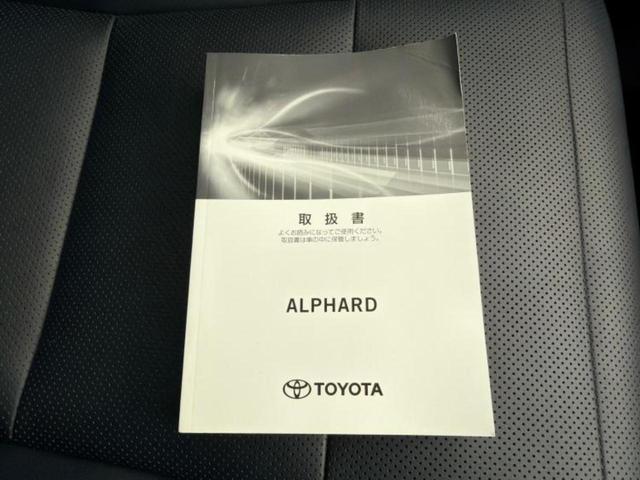 取扱書
よくお読みになってご使用ください。
取扱書は車の中に保管しましょう。
ALPHARD
TOYOTA